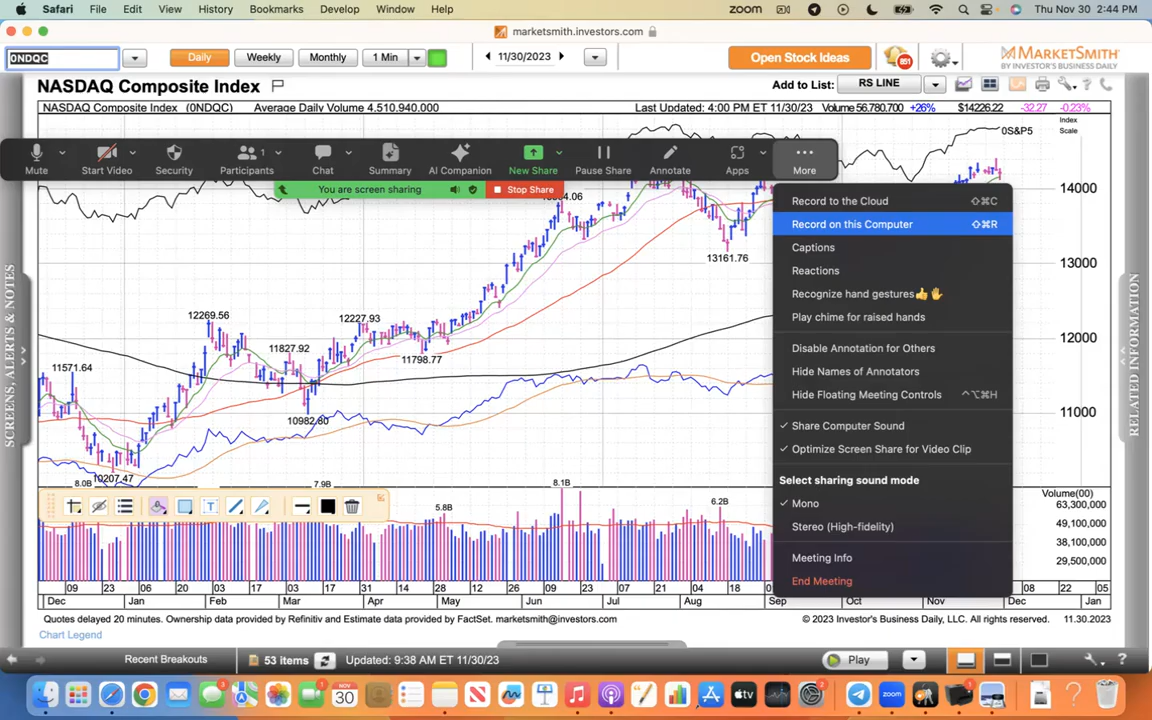 Safari File Edit View History Bookmarks Develop Window Help zoom Thu Nov 30 2:44 PM
marketsmith.investors.com
0NDQC Daily Weekly Monthly 1 Min 11/30/2023 Open Stock Ideas 851 MARKETSMITH
BY INVESTOR'S BUSINESS DAILY
NASDAQ Composite Index Add to List: RS LINE
NASDAQ Composite Index (0NDQC) Average Daily Volume 4,510,940,000 Last Updated: 4:00 PM ET 11/30/23 Volume 56,780,700 +26% $14226.22 -32.27 -0.23%
Index
Scale
0S&P5
Mute Start Video Security Participants 1 Chat Summary AI Companion New Share Pause Share Annotate Apps More
You are screen sharing Stop Share
14000
13000
12000
11000
13161.76
12269.56
12227.93
11827.92
11798.77
11571.64
10982.80
10207.47
Record to the Cloud ⇧⌘C
Record on this Computer ⇧⌘R
Captions
Reactions
Recognize hand gestures👍✋
Play chime for raised hands
Disable Annotation for Others
Hide Names of Annotators
Hide Floating Meeting Controls ^⌥⌘H
✓ Share Computer Sound
✓ Optimize Screen Share for Video Clip
Select sharing sound mode
✓ Mono
Stereo (High-fidelity)
Meeting Info
End Meeting
SCREENS, ALERTS & NOTES
RELATED INFORMATION
8.0B 7.9B 5.8B 8.1B 6.2B
T
Volume(00)
63,300,000
49,100,000
38,100,000
29,500,000
09 23 06 20 03 17 03 17 31 14 28 12 26 09 23 07 21 04 18 01 08 22 05
Dec Jan Feb Mar Apr May Jun Jul Aug Sep Oct Nov Dec Jan
Quotes delayed 20 minutes. Ownership data provided by Refinitiv and Estimate data provided by FactSet. marketsmith@investors.com © 2023 Investor's Business Daily, LLC. All rights reserved. 11.30.2023
Chart Legend
Recent Breakouts 53 items Updated: 9:38 AM ET 11/30/23 Play
NOV
30
tv
zoom